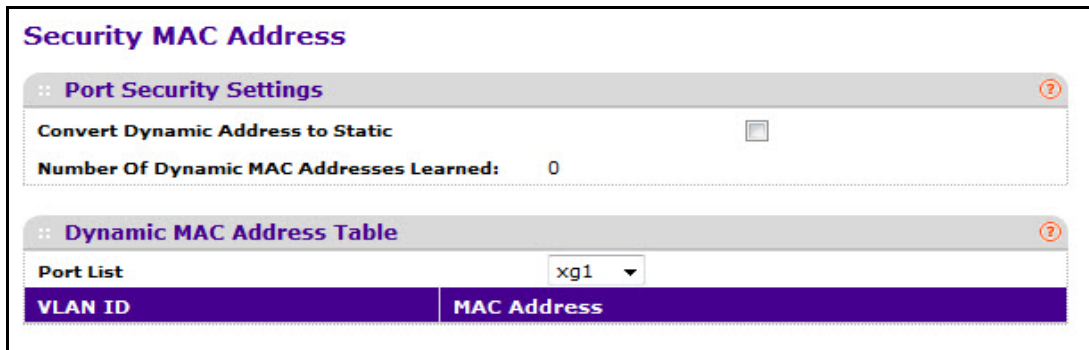 Security MAC Address
:: Port Security Settings ?
Convert Dynamic Address to Static
Number Of Dynamic MAC Addresses Learned: 0
:: Dynamic MAC Address Table ?
Port List xg1
VLAN ID MAC Address